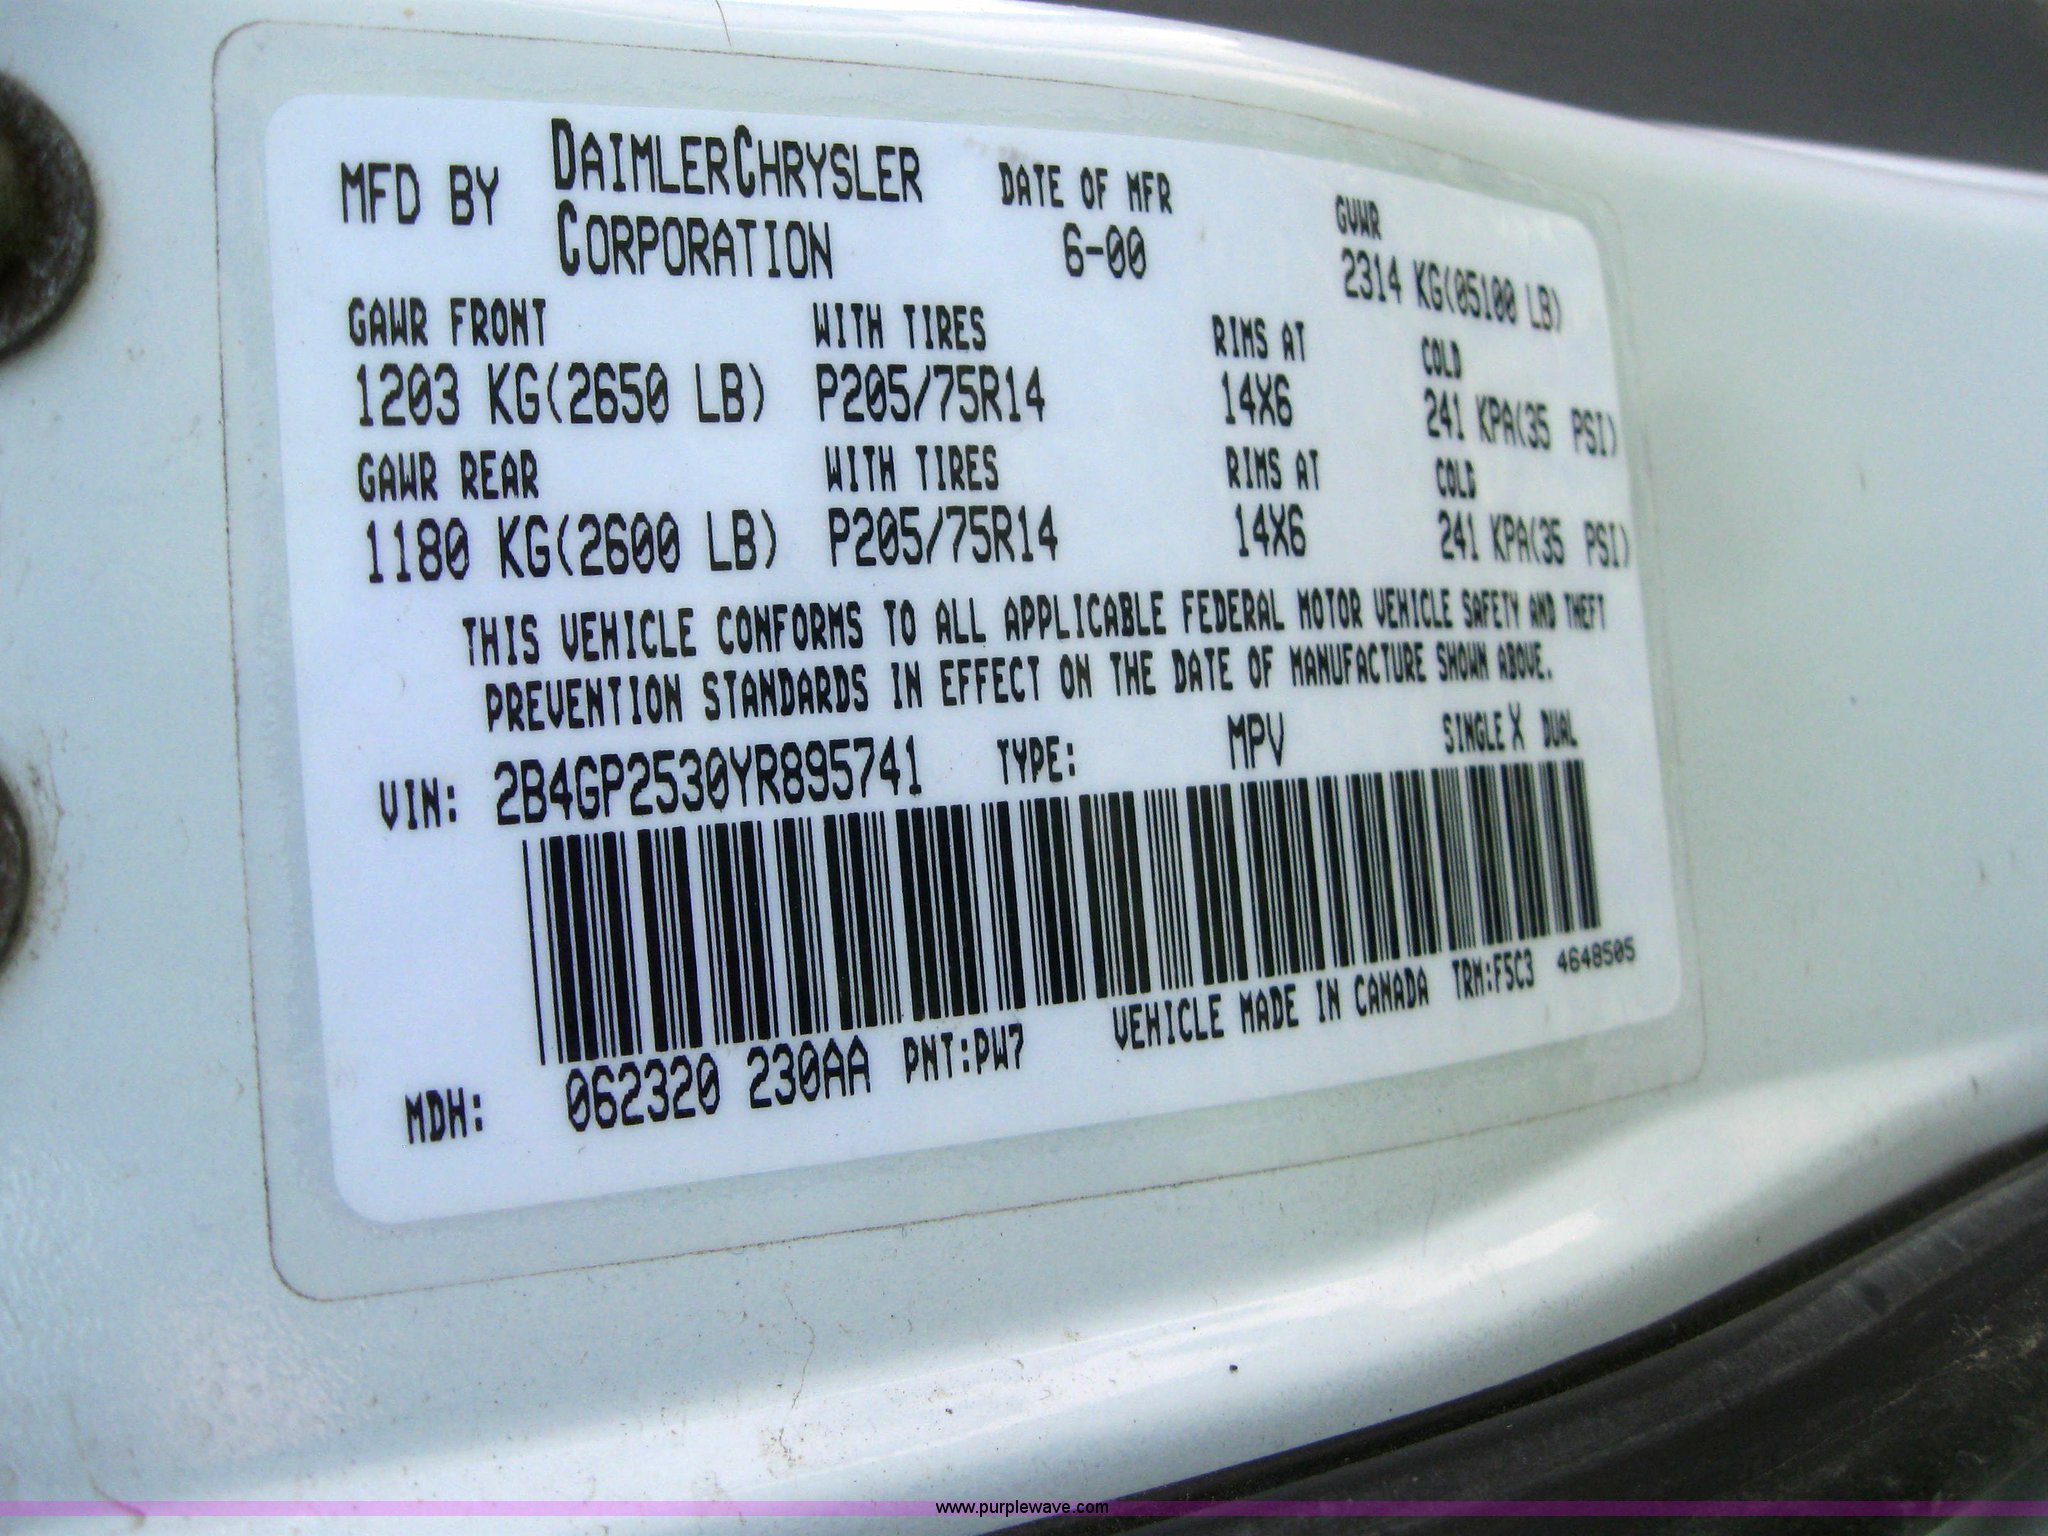 MFD BY DAIMLERCHRYSLER CORPORATION
DATE OF MFR
6-00
GVWR
2314 KG(05100 LB)
GAWR FRONT WITH TIRES RIMS AT COLD
1203 KG(2650 LB) P205/75R14 14X6 241 KPA(35 PSI)
GAWR REAR WITH TIRES RIMS AT COLD
1180 KG(2600 LB) P205/75R14 14X6 241 KPA(35 PSI)
THIS VEHICLE CONFORMS TO ALL APPLICABLE FEDERAL MOTOR VEHICLE SAFETY AND THEFT
PREVENTION STANDARDS IN EFFECT ON THE DATE OF MANUFACTURE SHOWN ABOVE.
VIN: 2B4GP2530YR895741 TYPE: MPV SINGLE X DUAL
MDH: 062320 230AA PNT:PW7 VEHICLE MADE IN CANADA TRM:F5C3 4648505
www.purplewave.com